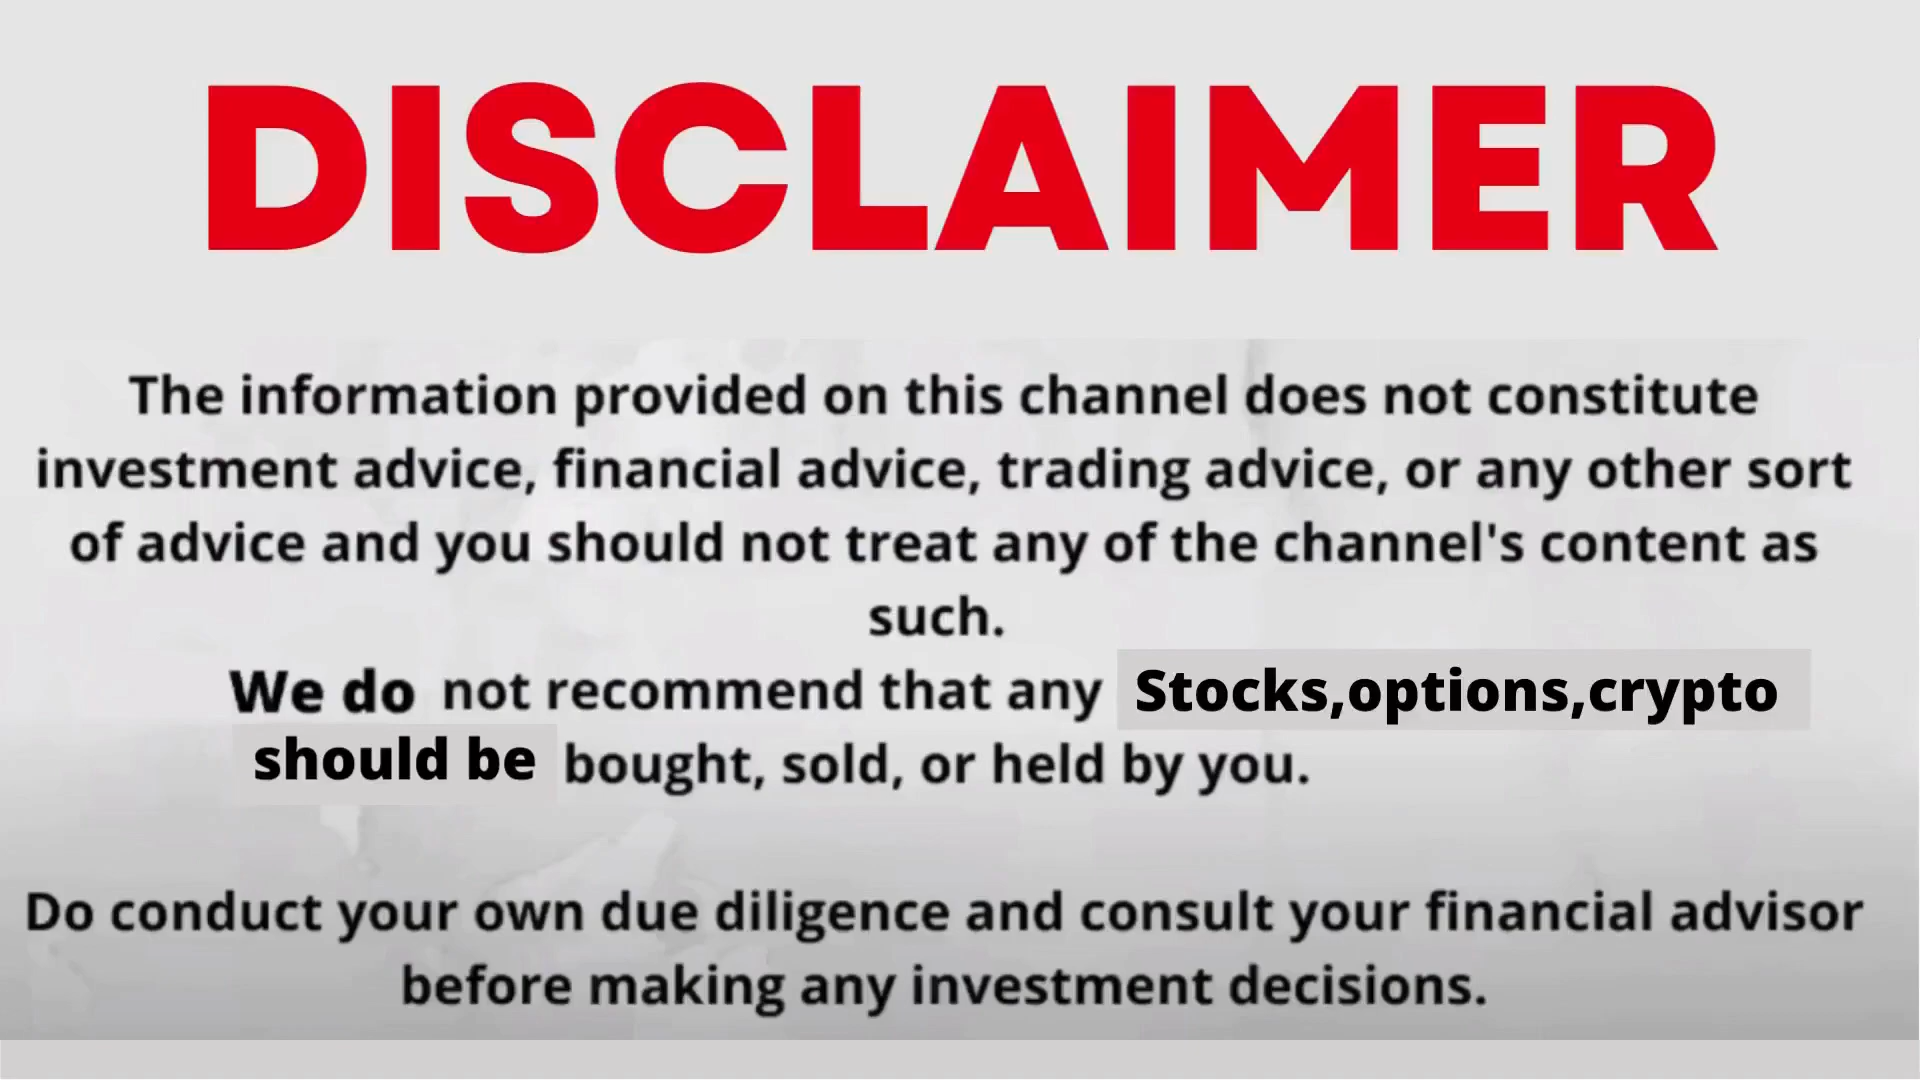 DISCLAIMER
The information provided on this channel does not constitute
investment advice, financial advice, trading advice, or any other sort
of advice and you should not treat any of the channel's content as
such.
We do not recommend that any Stocks,options,crypto
should be bought, sold, or held by you.
Do conduct your own due diligence and consult your financial advisor
before making any investment decisions.